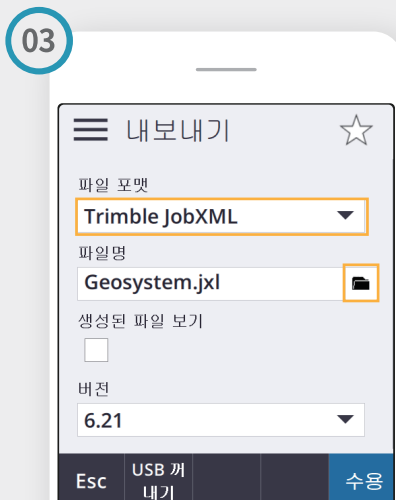 03
내보내기
파일 포맷
Trimble JobXML
파일명
Geosystem.jxl
생성된 파일 보기
버전
6.21
Esc
USB 꺼
내기
수용